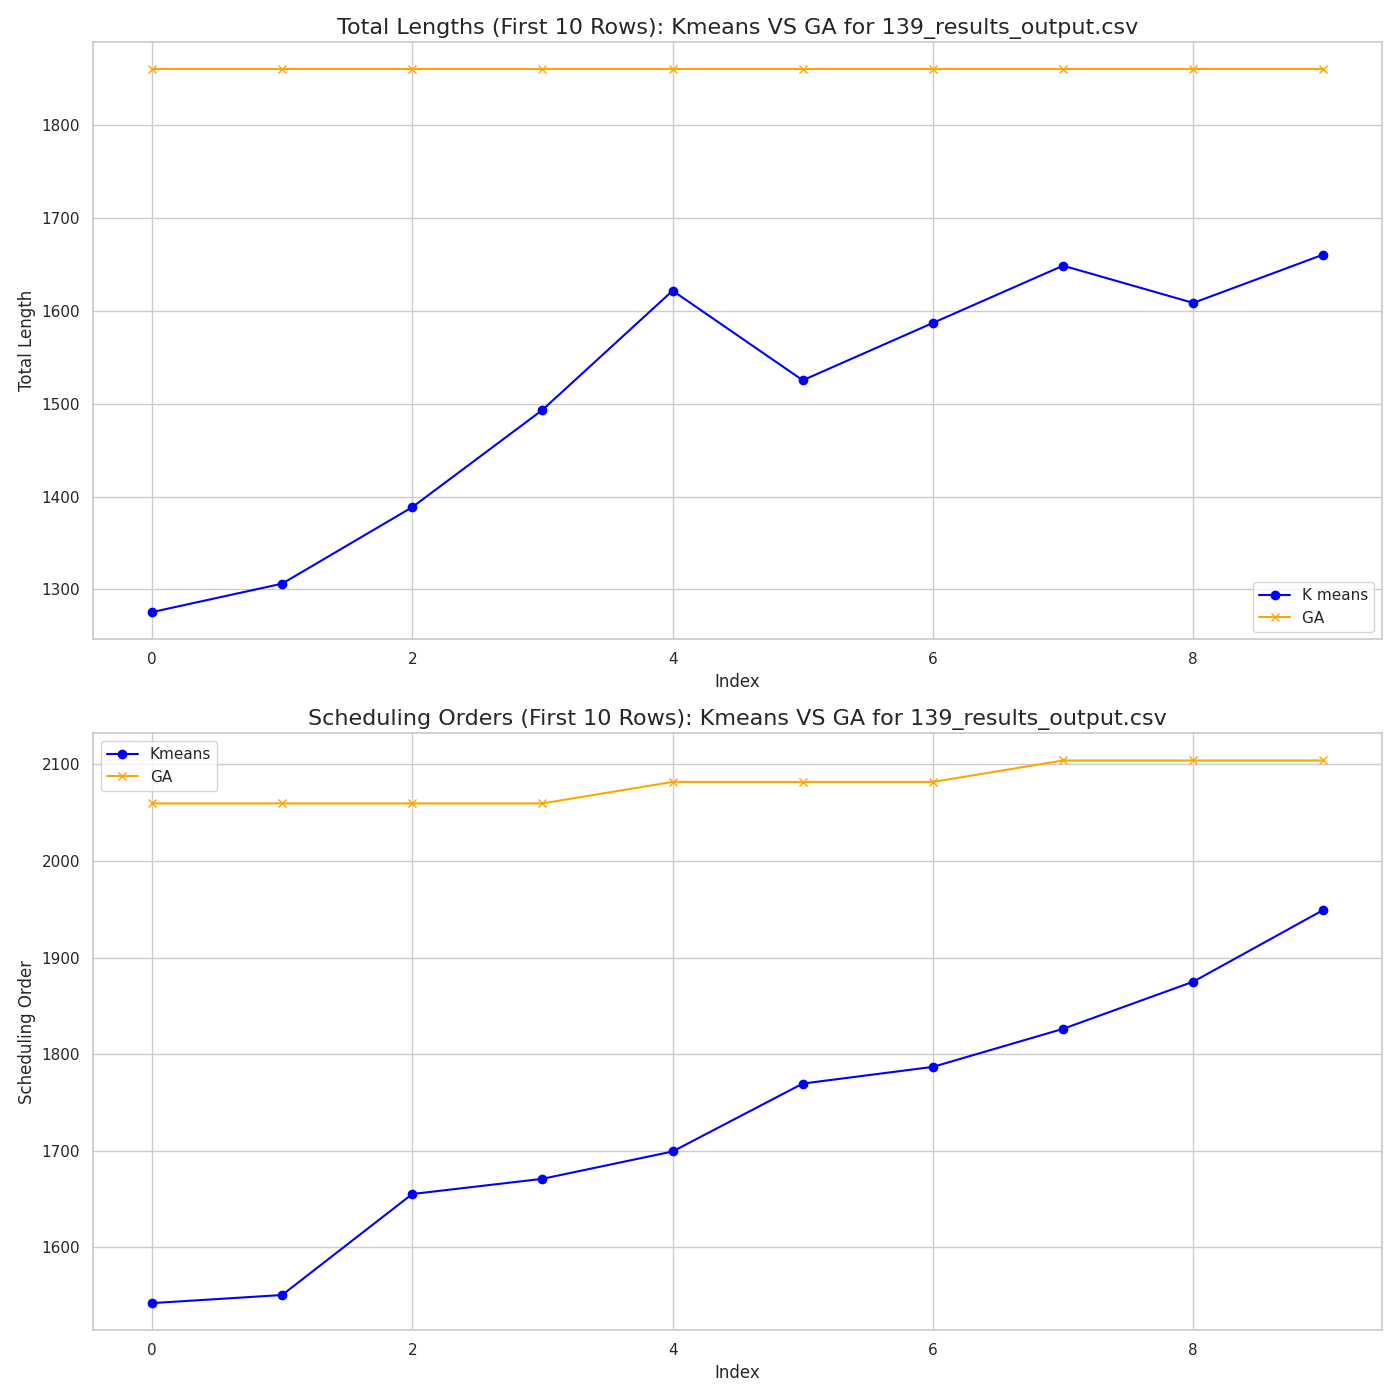 Total Lengths (First 10 Rows): Kmeans VS GA for 139_results_output.csv
Total Length
1800
1700
1600
1500
1400
1300
K means
GA
0 2 4 6 8
Index
Scheduling Orders (First 10 Rows): Kmeans VS GA for 139_results_output.csv
Kmeans
GA
Scheduling Order
2100
2000
1900
1800
1700
1600
0 2 4 6 8
Index